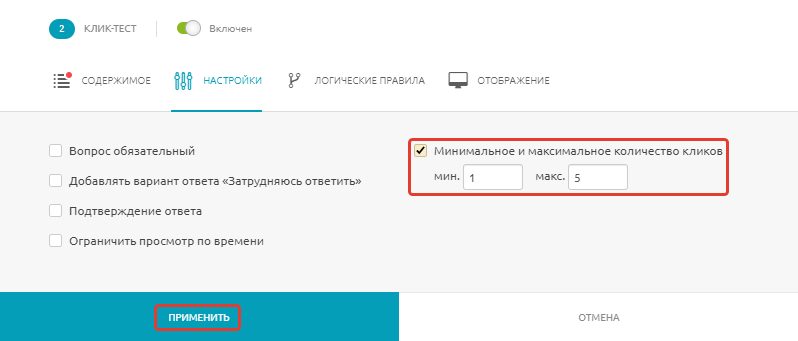 2 КЛИК-ТЕСТ Включен
СОДЕРЖИМОЕ НАСТРОЙКИ ЛОГИЧЕСКИЕ ПРАВИЛА ОТОБРАЖЕНИЕ
Вопрос обязательный
Добавлять вариант ответа «Затрудняюсь ответить»
Подтверждение ответа
Ограничить просмотр по времени
Минимальное и максимальное количество кликов
мин. 1 макс. 5
ПРИМЕНИТЬ ОТМЕНА